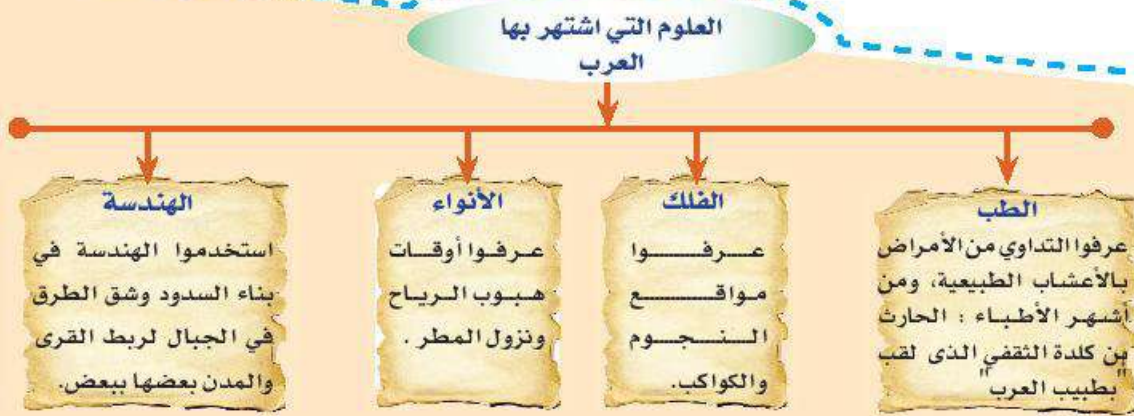 العلوم التي اشتهر بها
العرب
الطب
عرفوا التداوي من الأمراض
بالأعشاب الطبيعية، ومن
أشهر الأطباء : الحارث
بن كلدة الثقفي الذى لقب
"بطبيب العرب"
الفلك
عرفوا
مواقع
النجوم
والكواكب.
الأنواء
عرفوا أوقات
هبوب الرياح
ونزول المطر .
الهندسة
استخدموا الهندسة في
بناء السدود وشق الطرق
في الجبال لربط القرى
والمدن بعضها ببعض.